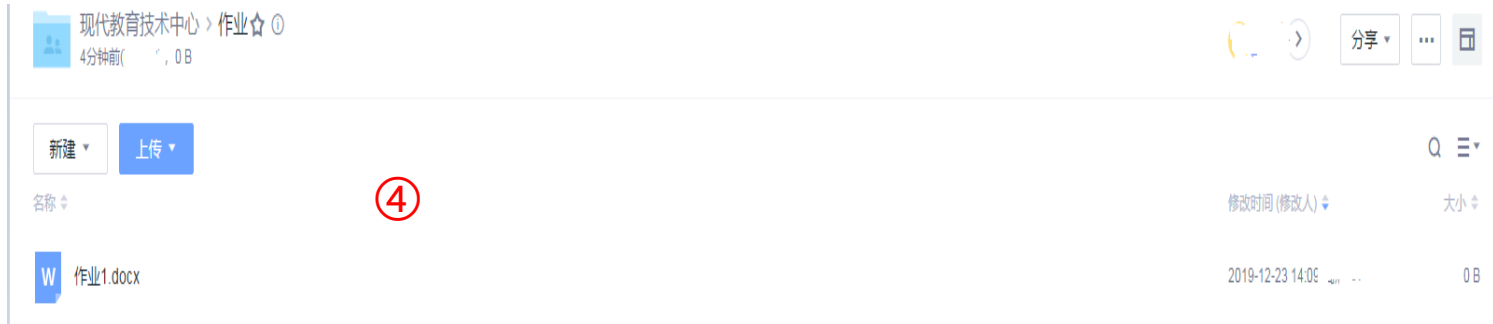 现代教育技术中心 > 作业
4分钟前( , 0 B
分享
新建
上传
④
名称
修改时间 (修改人)
大小
W
作业1.docx
2019-12-23 14:09
0 B